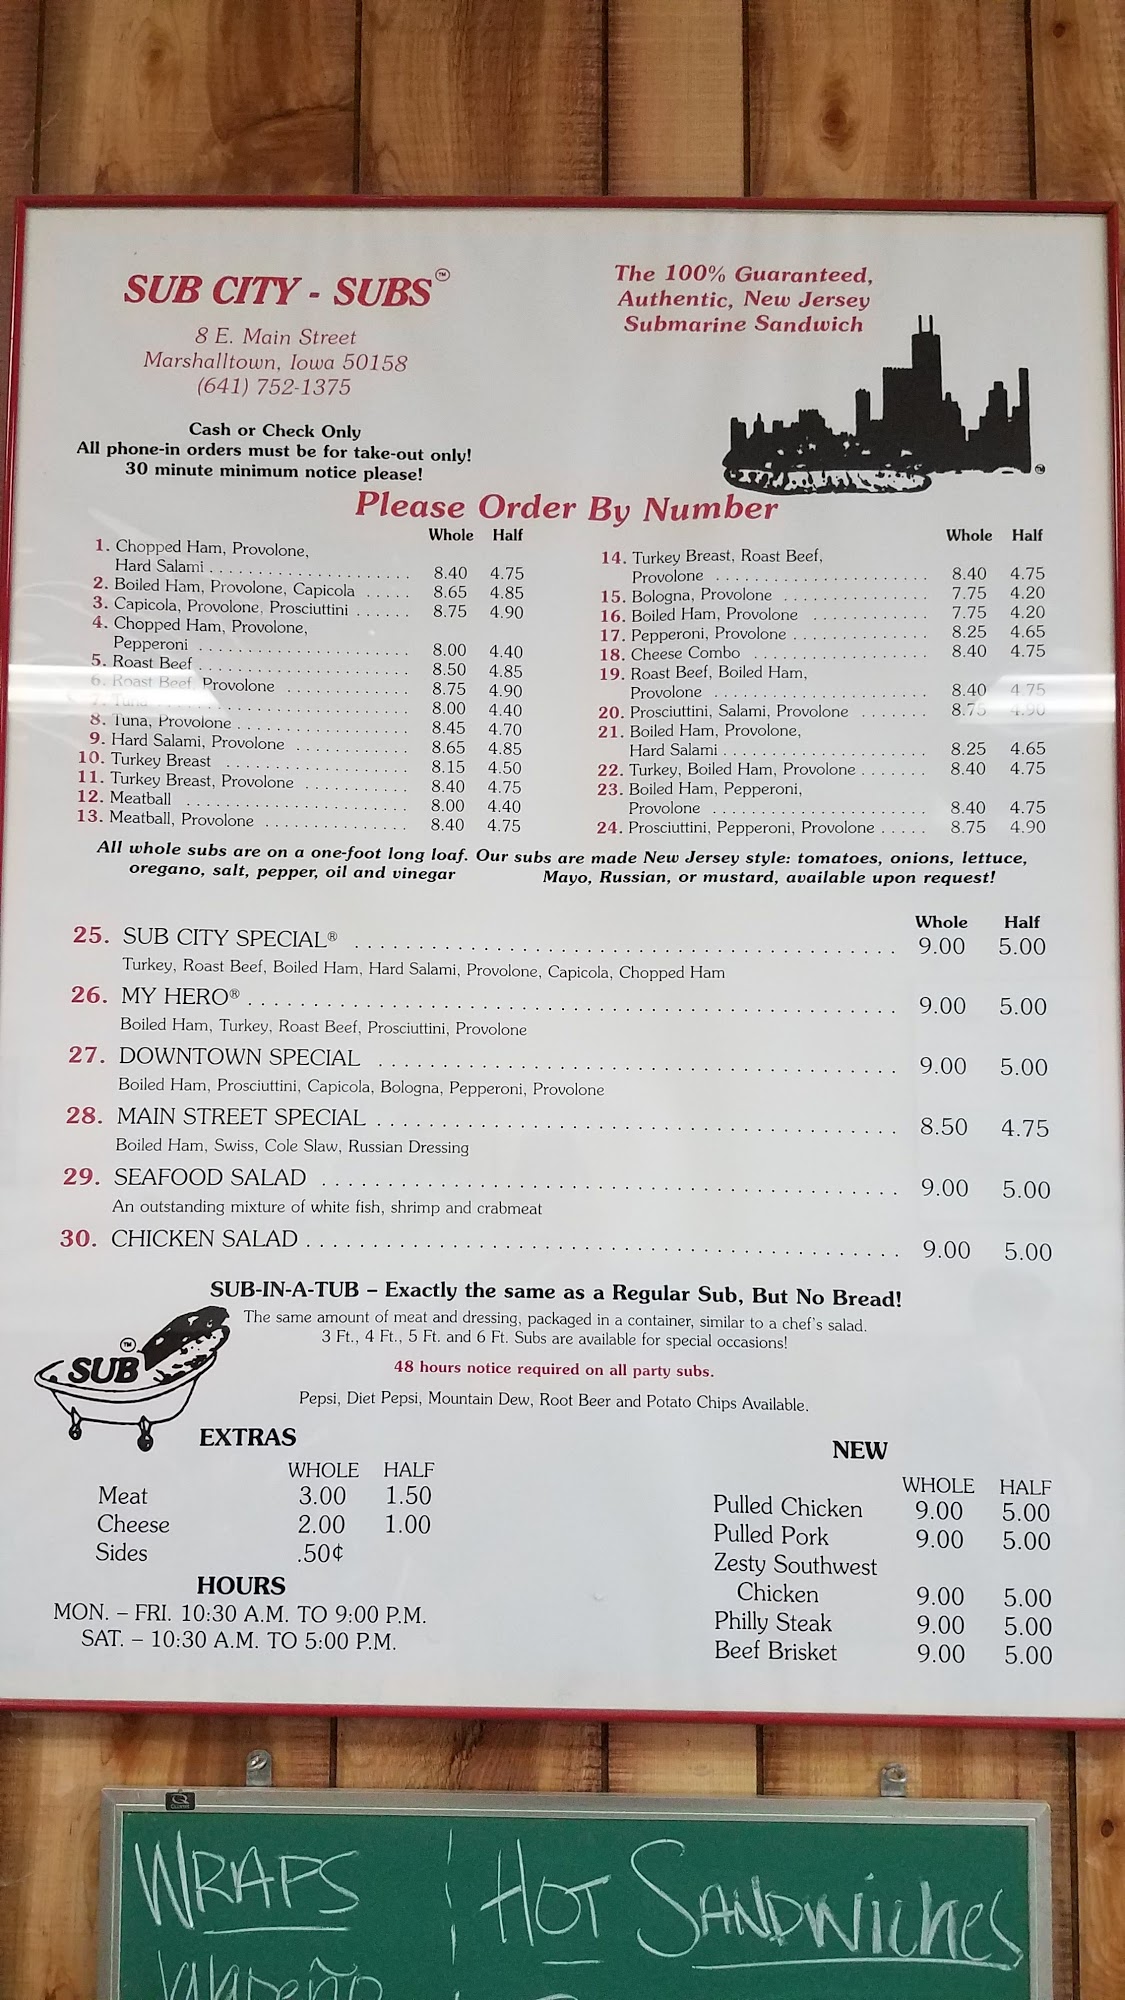 SUB CITY - SUBS™
8 E. Main Street
Marshalltown, Iowa 50158
(641) 752-1375
Cash or Check Only
All phone-in orders must be for take-out only!
30 minute minimum notice please!
The 100% Guaranteed,
Authentic, New Jersey
Submarine Sandwich
™
Please Order By Number
Whole Half
1. Chopped Ham, Provolone,
Hard Salami . . . . . 8.40 4.75
2. Boiled Ham, Provolone, Capicola . . . . . 8.65 4.85
3. Capicola, Provolone, Prosciuttini . . . . . 8.75 4.90
4. Chopped Ham, Provolone,
Pepperoni . . . . . 8.00 4.40
5. Roast Beef . . . . . 8.50 4.85
6. Roast Beef, Provolone . . . . . 8.75 4.90
7. Tuna . . . . . 8.00 4.40
8. Tuna, Provolone . . . . . 8.45 4.70
9. Hard Salami, Provolone . . . . . 8.65 4.85
10. Turkey Breast . . . . . 8.15 4.50
11. Turkey Breast, Provolone . . . . . 8.40 4.75
12. Meatball . . . . . 8.00 4.40
13. Meatball, Provolone . . . . . 8.40 4.75
Whole Half
14. Turkey Breast, Roast Beef,
Provolone . . . . . 8.40 4.75
15. Bologna, Provolone . . . . . 7.75 4.20
16. Boiled Ham, Provolone . . . . . 7.75 4.20
17. Pepperoni, Provolone . . . . . 8.25 4.65
18. Cheese Combo . . . . . 8.40 4.75
19. Roast Beef, Boiled Ham,
Provolone . . . . . 8.40 4.75
20. Prosciuttini, Salami, Provolone . . . . . 8.75 4.90
21. Boiled Ham, Provolone,
Hard Salami . . . . . 8.25 4.65
22. Turkey, Boiled Ham, Provolone . . . . . 8.40 4.75
23. Boiled Ham, Pepperoni,
Provolone . . . . . 8.40 4.75
24. Prosciuttini, Pepperoni, Provolone . . . . . 8.75 4.90
All whole subs are on a one-foot long loaf. Our subs are made New Jersey style: tomatoes, onions, lettuce,
oregano, salt, pepper, oil and vinegar Mayo, Russian, or mustard, available upon request!
Whole Half
25. SUB CITY SPECIAL® . . . . . 9.00 5.00
Turkey, Roast Beef, Boiled Ham, Hard Salami, Provolone, Capicola, Chopped Ham
26. MY HERO® . . . . . 9.00 5.00
Boiled Ham, Turkey, Roast Beef, Prosciuttini, Provolone
27. DOWNTOWN SPECIAL . . . . . 9.00 5.00
Boiled Ham, Prosciuttini, Capicola, Bologna, Pepperoni, Provolone
28. MAIN STREET SPECIAL . . . . . 8.50 4.75
Boiled Ham, Swiss, Cole Slaw, Russian Dressing
29. SEAFOOD SALAD . . . . . 9.00 5.00
An outstanding mixture of white fish, shrimp and crabmeat
30. CHICKEN SALAD . . . . . 9.00 5.00
SUB-IN-A-TUB – Exactly the same as a Regular Sub, But No Bread!
The same amount of meat and dressing, packaged in a container, similar to a chef's salad.
3 Ft., 4 Ft., 5 Ft. and 6 Ft. Subs are available for special occasions!
™
SUB
48 hours notice required on all party subs.
Pepsi, Diet Pepsi, Mountain Dew, Root Beer and Potato Chips Available.
EXTRAS
WHOLE HALF
Meat 3.00 1.50
Cheese 2.00 1.00
Sides .50¢
HOURS
MON. – FRI. 10:30 A.M. TO 9:00 P.M.
SAT. – 10:30 A.M. TO 5:00 P.M.
NEW
WHOLE HALF
Pulled Chicken 9.00 5.00
Pulled Pork 9.00 5.00
Zesty Southwest
Chicken 9.00 5.00
Philly Steak 9.00 5.00
Beef Brisket 9.00 5.00
WRAPS HOT SANDWICHES
Jalapeño